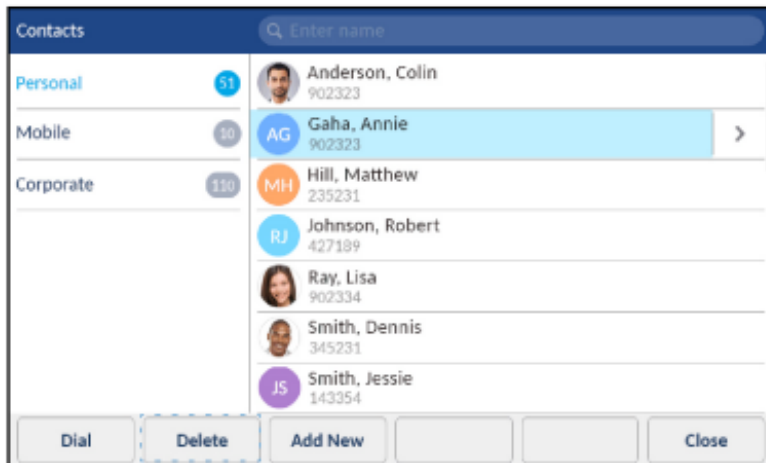 Contacts
Enter name
Personal
51
Mobile
10
Corporate
110
Anderson, Colin
902323
AG
Gaha, Annie
902323
MH
Hill, Matthew
235231
RJ
Johnson, Robert
427189
Ray, Lisa
902334
Smith, Dennis
345231
JS
Smith, Jessie
143354
Dial
Delete
Add New
Close